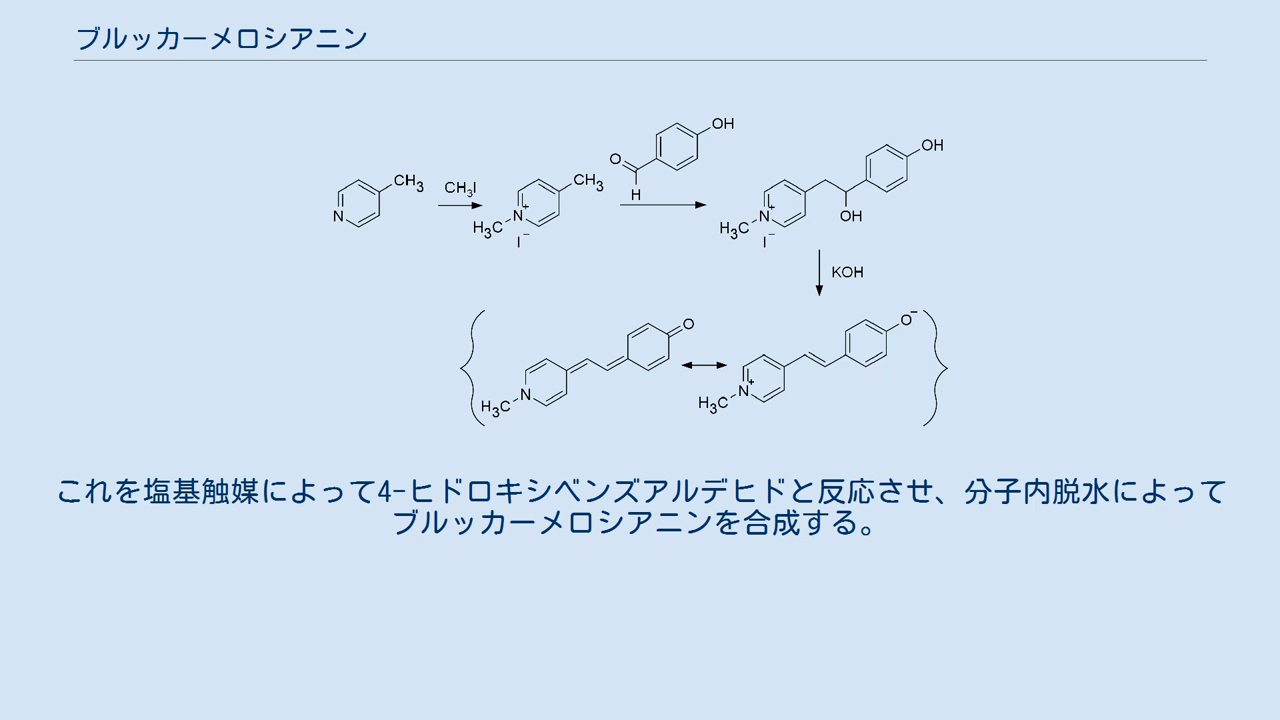 ブルッカーメロシアニン
OH
O
H
OH
CH3
CH3I
CH3
N
N+
H3C
I−
OH
N+
H3C
I−
KOH
O
O−
N
H3C
N+
H3C
これを塩基触媒によって4-ヒドロキシベンズアルデヒドと反応させ、分子内脱水によって
ブルッカーメロシアニンを合成する。